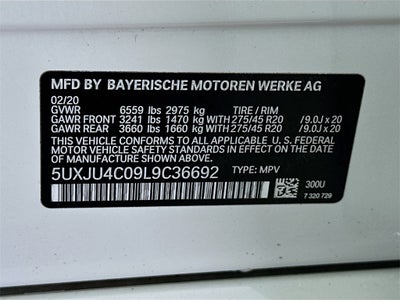 MFD BY BAYERISCHE MOTOREN WERKE AG
02/20
GVWR 6559 lbs 2975 kg TIRE / RIM
GAWR FRONT 3241 lbs 1470 kg WITH 275/45 R20 /9.0J x 20
GAWR REAR 3660 lbs 1660 kg WITH 275/45 R20 /9.0J x 20
THIS VEHICLE CONFORMS TO ALL APPLICABLE U.S. FEDERAL
MOTOR VEHICLE SAFETY STANDARDS IN EFFECT ON THE
DATE OF MANUFACTURE SHOWN ABOVE.
5UXJU4C09L9C36692 TYPE: MPV
300U
7 320 729